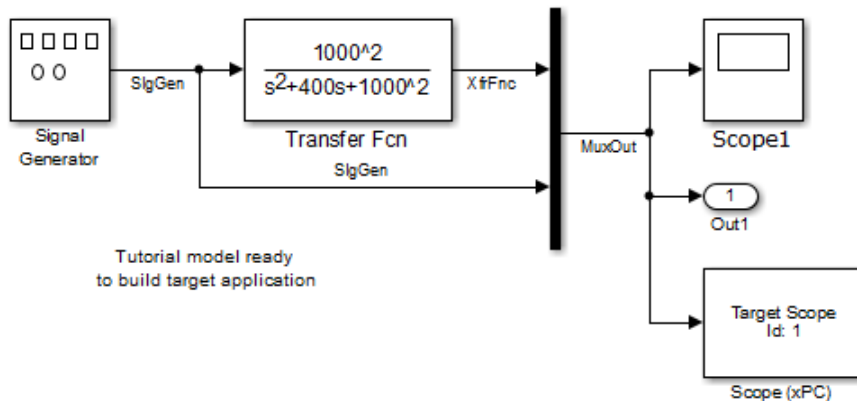 1000^2
s2+400s+1000^2
SigGen
XfrFnc
Signal
Generator
Transfer Fcn
SigGen
MuxOut
Scope1
1
Out1
Tutorial model ready
to build target application
Target Scope
Id: 1
Scope (xPC)